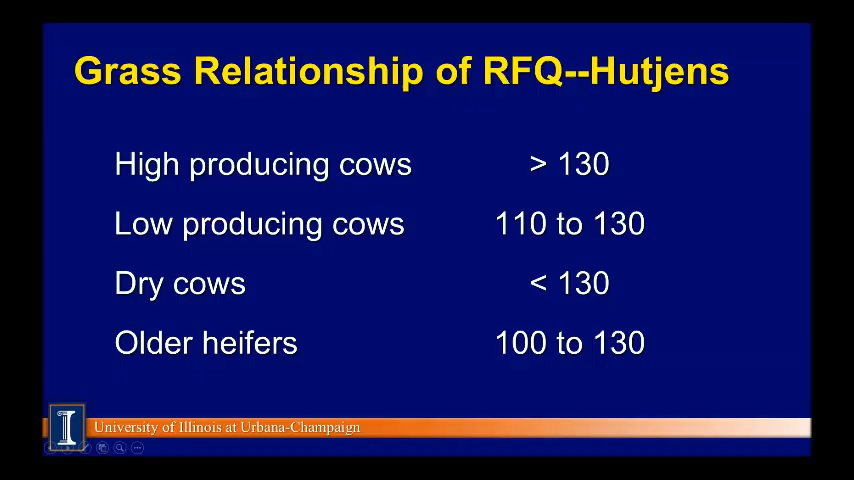 Grass Relationship of RFQ--Hutjens
High producing cows > 130
Low producing cows 110 to 130
Dry cows < 130
Older heifers 100 to 130
I University of Illinois at Urbana-Champaign